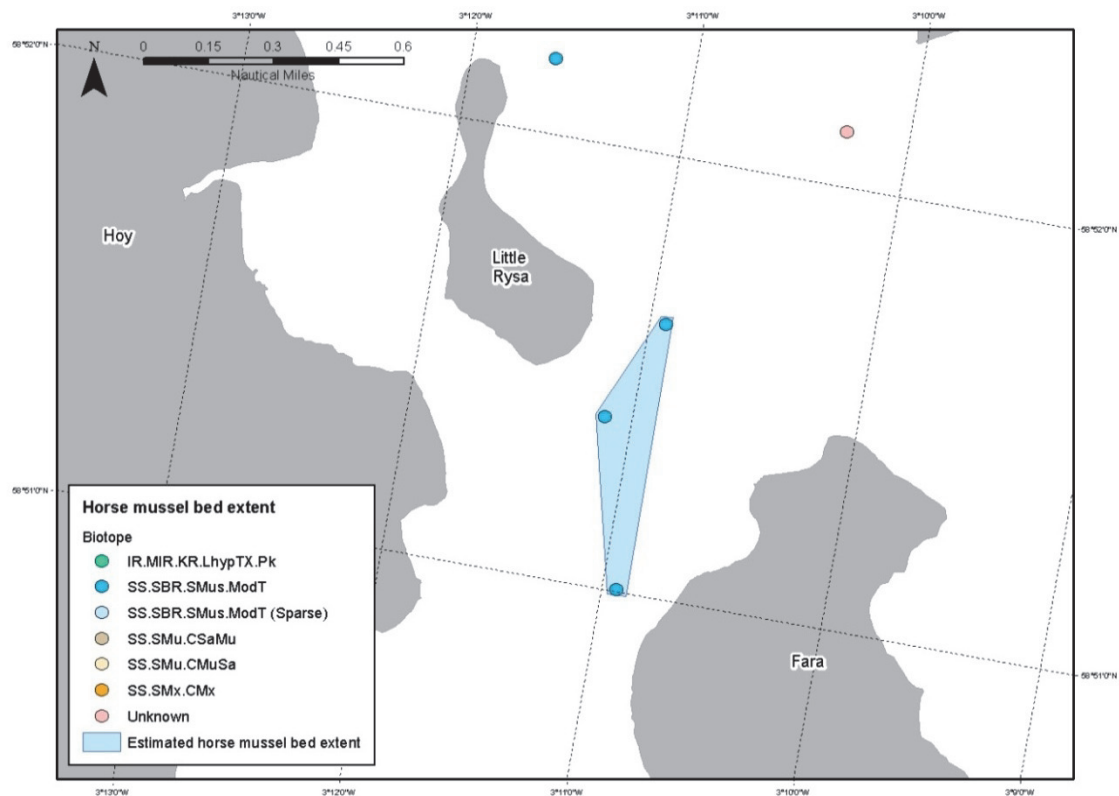 3°13'0"W 3°12'0"W 3°11'0"W 3°10'0"W
58°52'0"N
N
0 0.15 0.3 0.45 0.6
Nautical Miles
Hoy
Little
Rysa
58°52'0"N
58°51'0"N
Horse mussel bed extent
Biotope
IR.MIR.KR.LhypTX.Pk
SS.SBR.SMus.ModT
SS.SBR.SMus.ModT (Sparse)
SS.SMu.CSaMu
SS.SMu.CMuSa
SS.SMx.CMx
Unknown
Estimated horse mussel bed extent
Fara
58°51'0"N
3°13'0"W 3°12'0"W 3°11'0"W 3°10'0"W 3°9'0"W